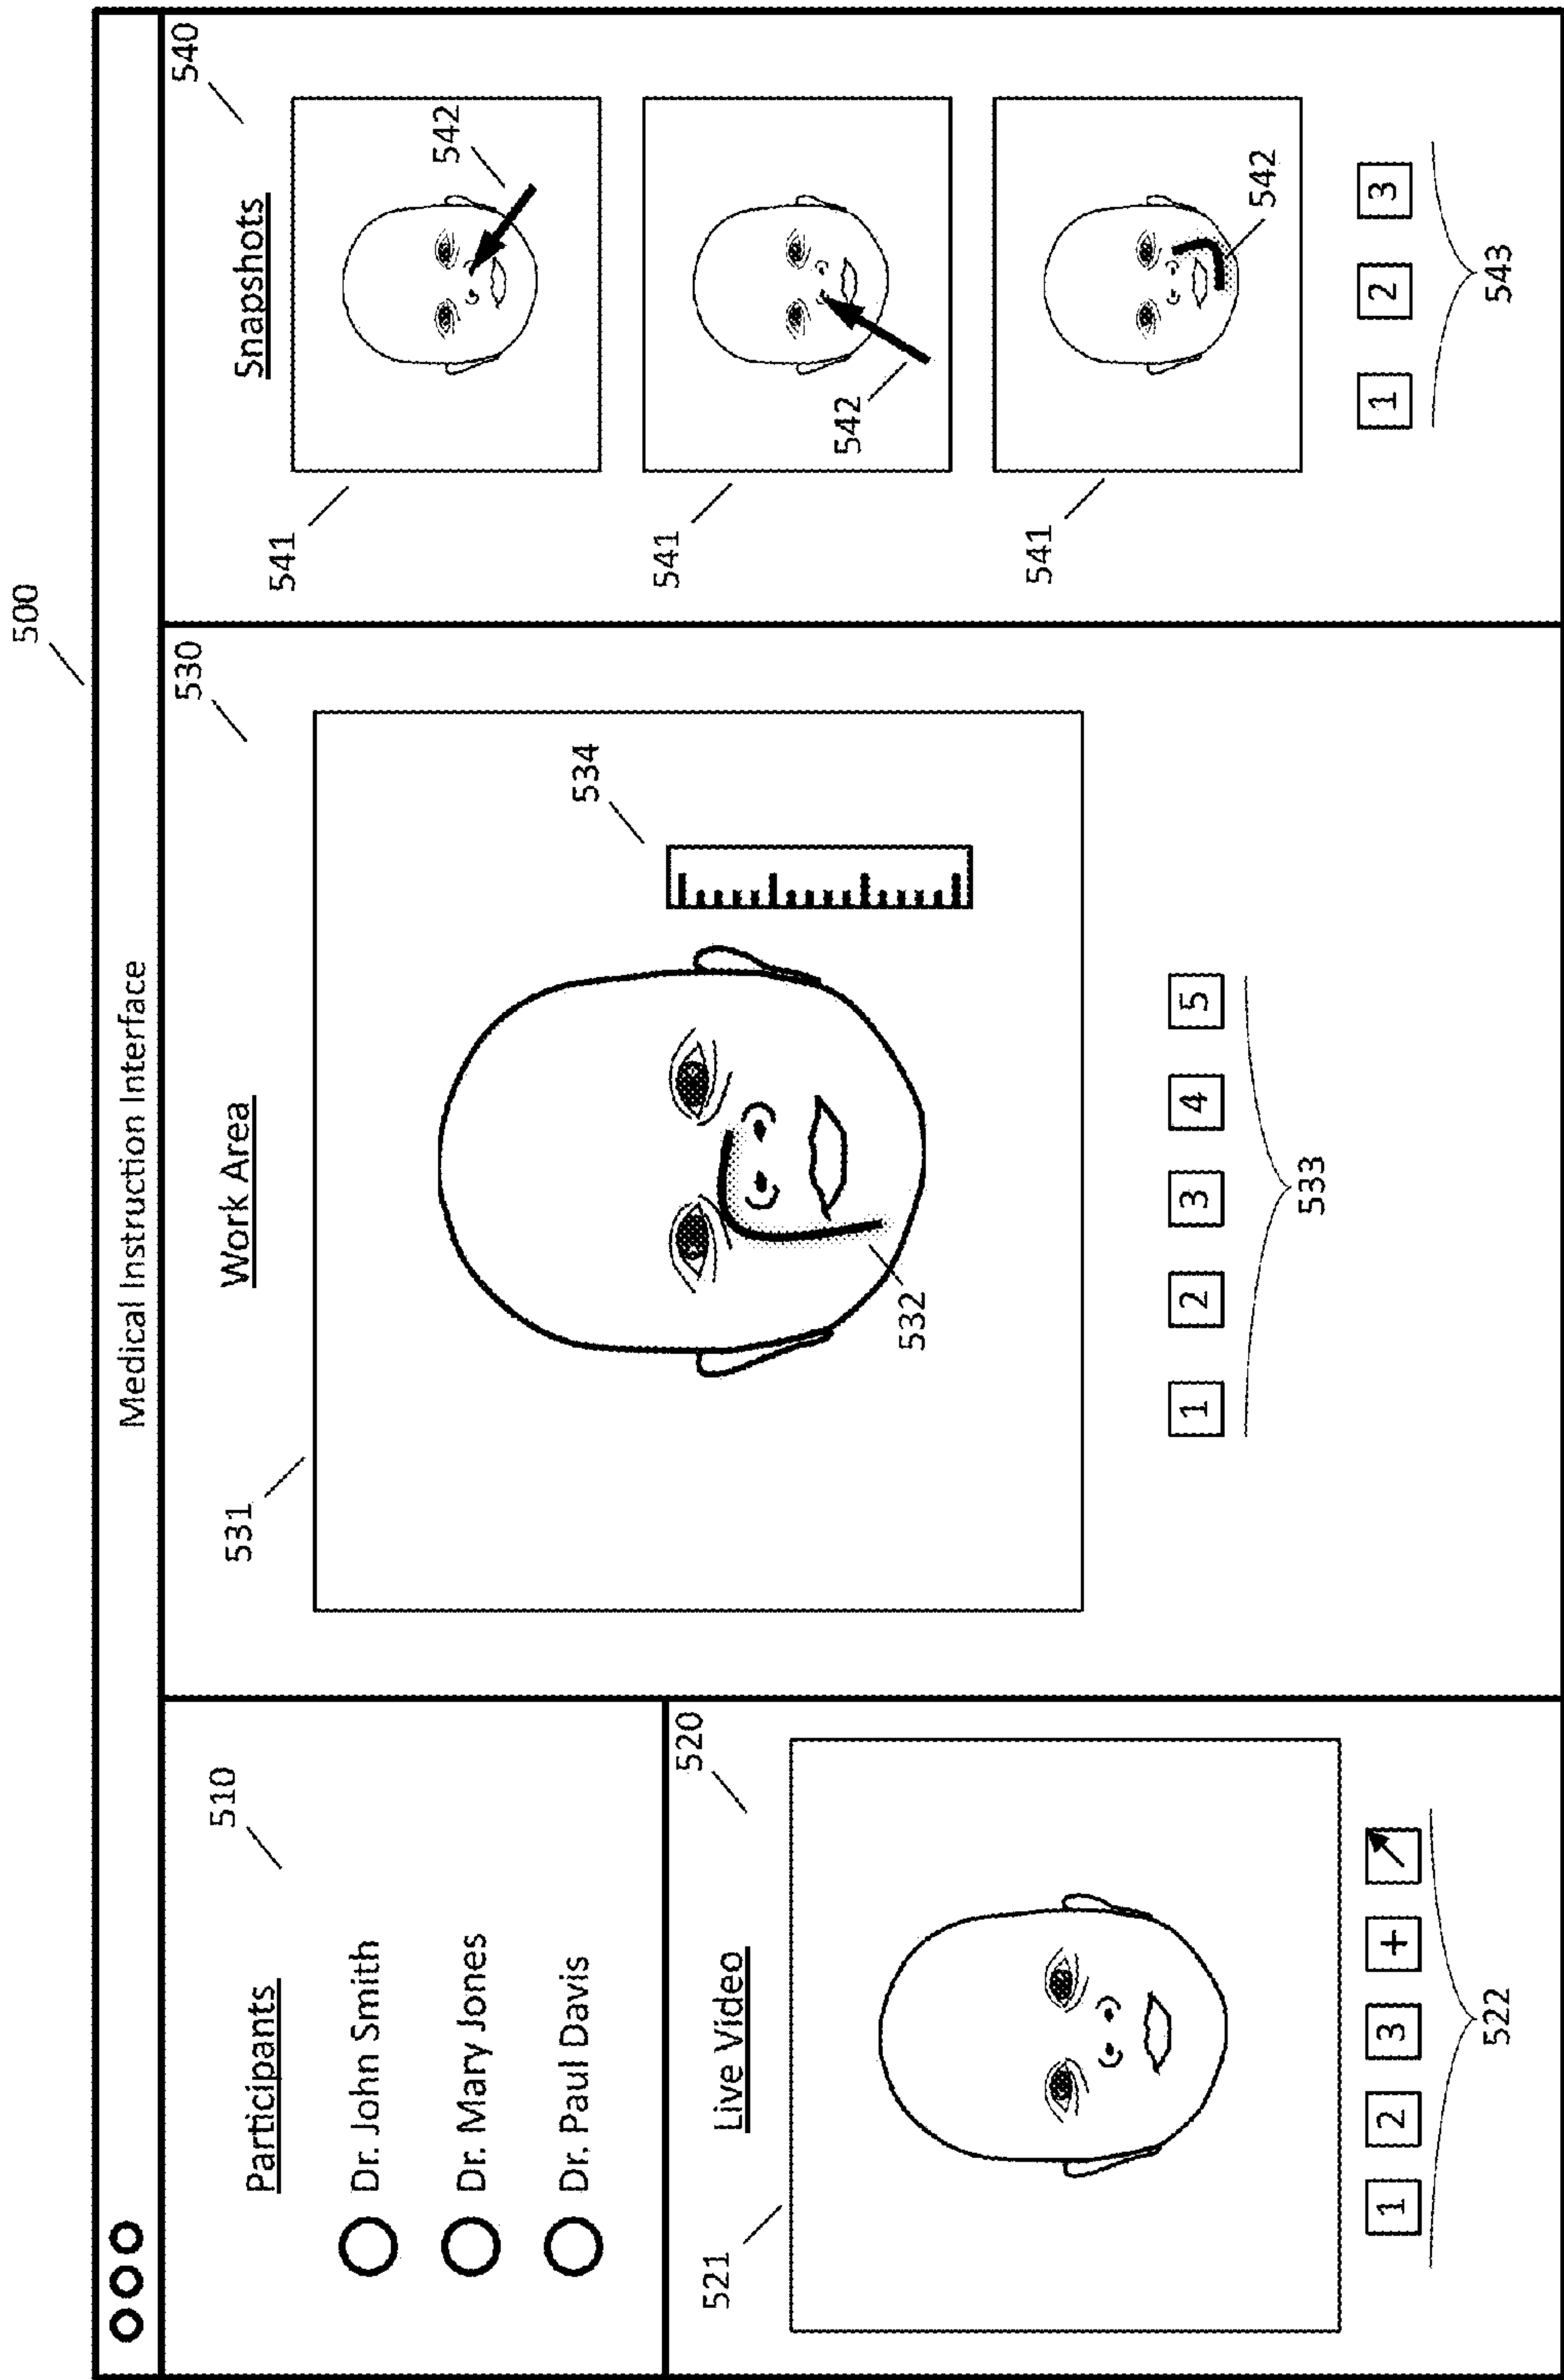 500
Medical Instruction Interface
510
Participants
Dr. John Smith
Dr. Mary Jones
Dr. Paul Davis
520
Live Video
521
1 2 3 +
522
530
Work Area
531
534
532
1 2 3 4 5
533
540
Snapshots
541
542
541
542
541
542
1 2 3
543